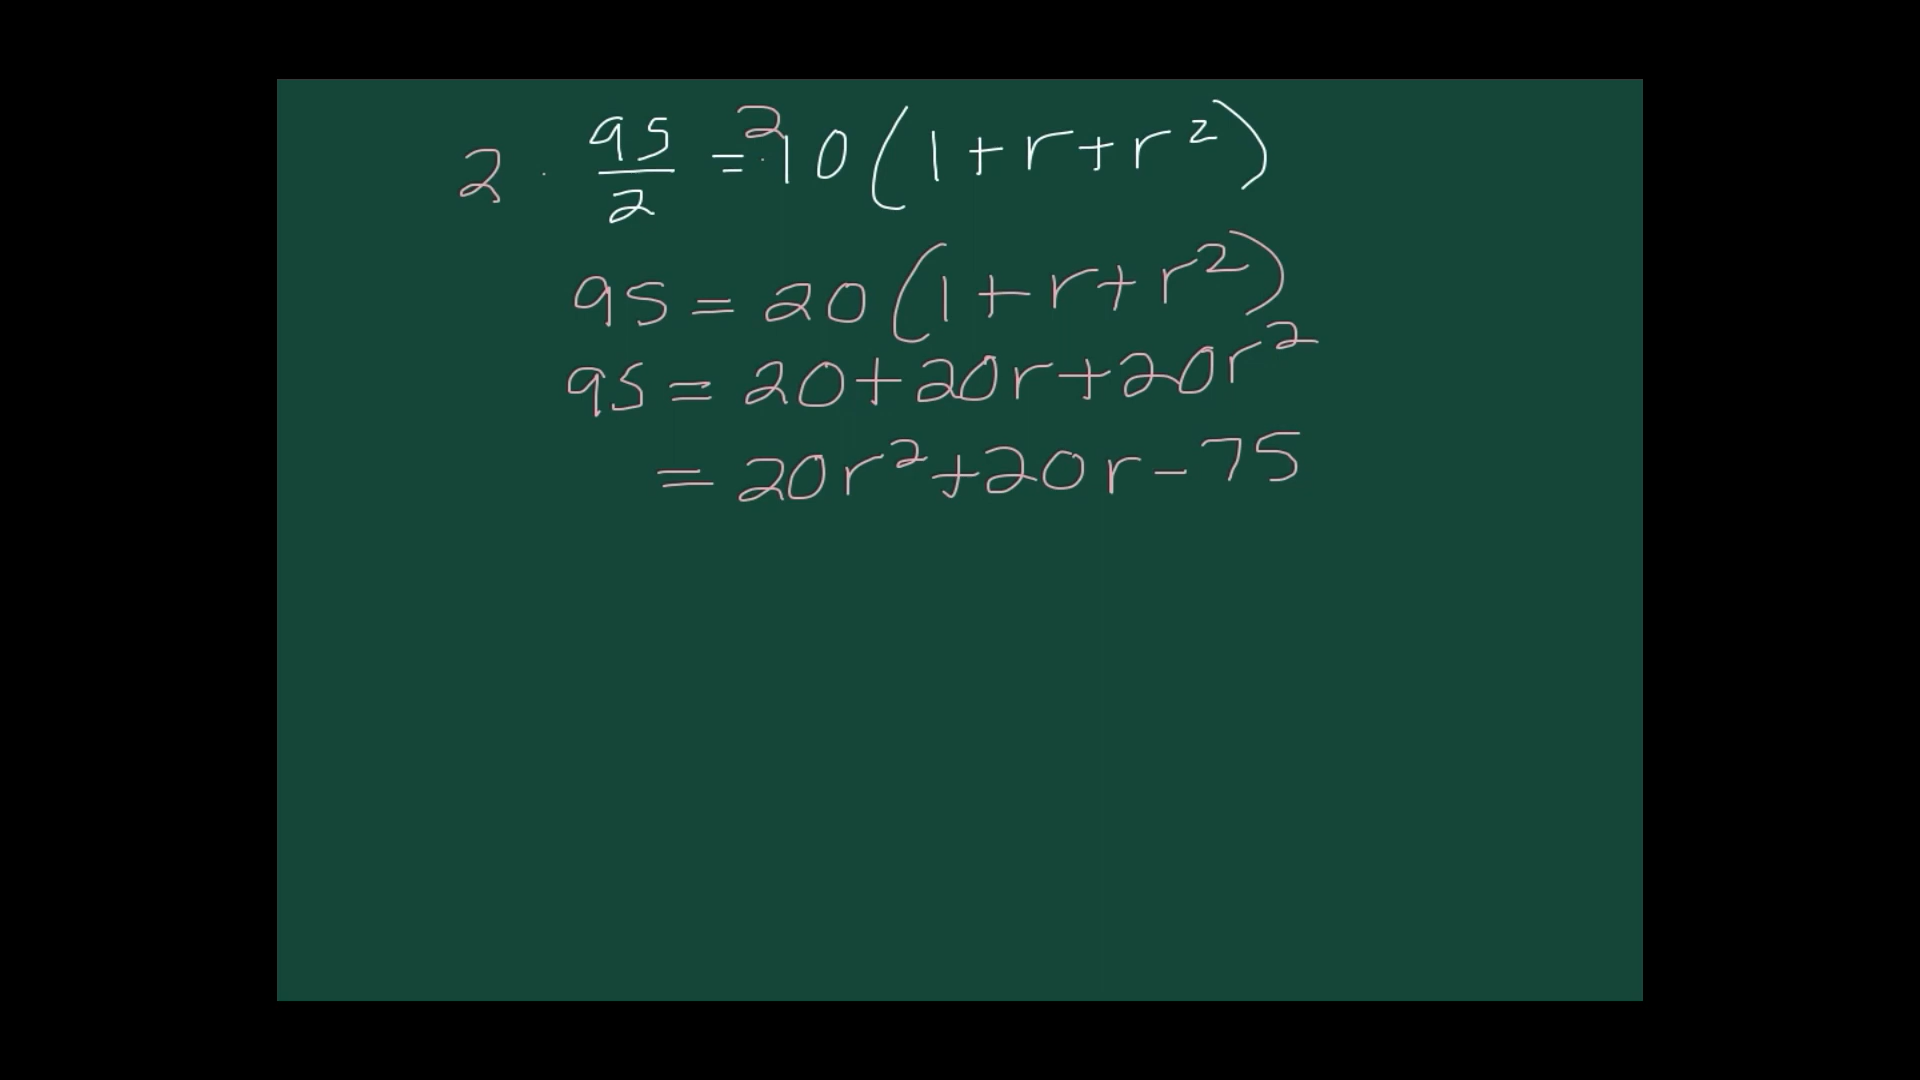 2 · 95/2 = 2·10(1+r+r²)
95 = 20(1+r+r²)
95 = 20+20r+20r²
= 20r²+20r-75